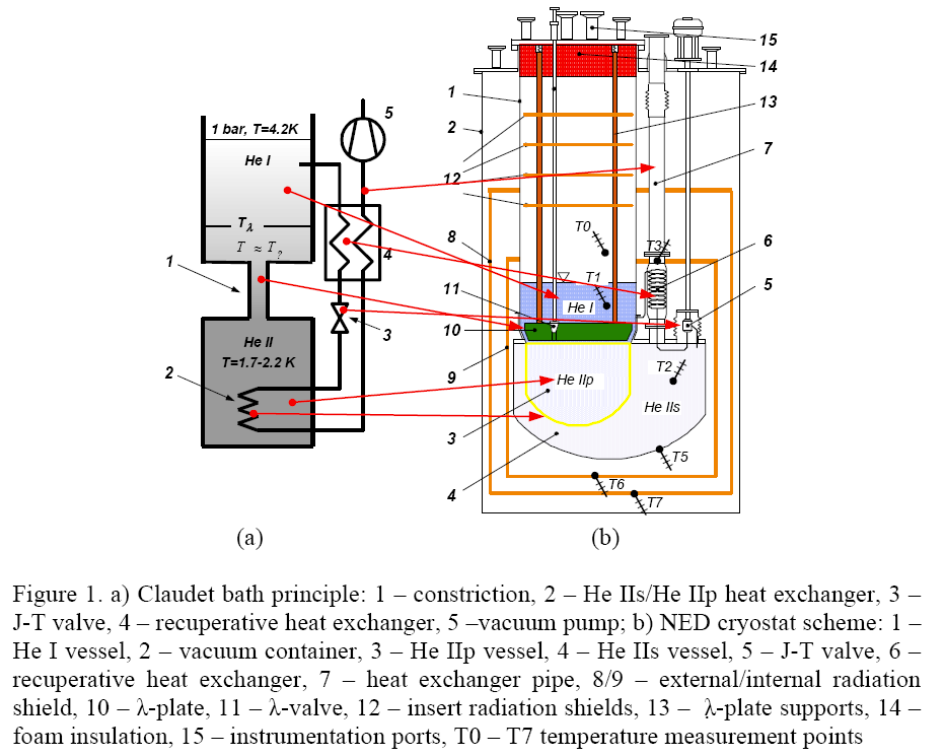 1 bar, T=4.2K
He I
Tλ
T ≈ T?
He II
T=1.7-2.2 K
1
2
3
4
5
15
14
1
2
13
12
7
T0
8
T3
6
T1
5
11
He I
10
9
He IIp
T2
He IIs
3
4
T5
T6
T7
(a)
(b)
Figure 1. a) Claudet bath principle: 1 – constriction, 2 – He IIs/He IIp heat exchanger, 3 –
J-T valve, 4 – recuperative heat exchanger, 5 –vacuum pump; b) NED cryostat scheme: 1 –
He I vessel, 2 – vacuum container, 3 – He IIp vessel, 4 – He IIs vessel, 5 – J-T valve, 6 –
recuperative heat exchanger, 7 – heat exchanger pipe, 8/9 – external/internal radiation
shield, 10 – λ-plate, 11 – λ-valve, 12 – insert radiation shields, 13 – λ-plate supports, 14 –
foam insulation, 15 – instrumentation ports, T0 – T7 temperature measurement points